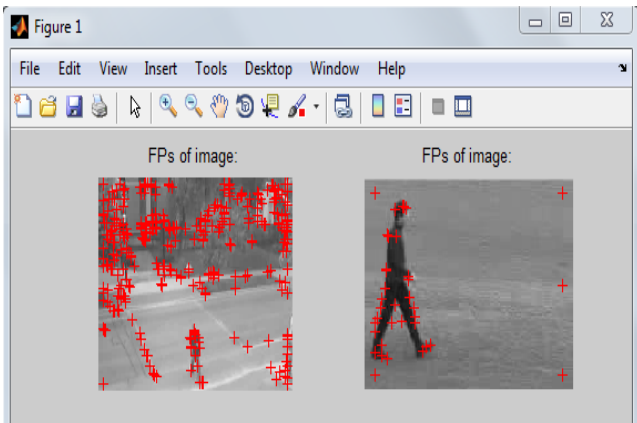 Figure 1
File Edit View Insert Tools Desktop Window Help
FPs of image: FPs of image: